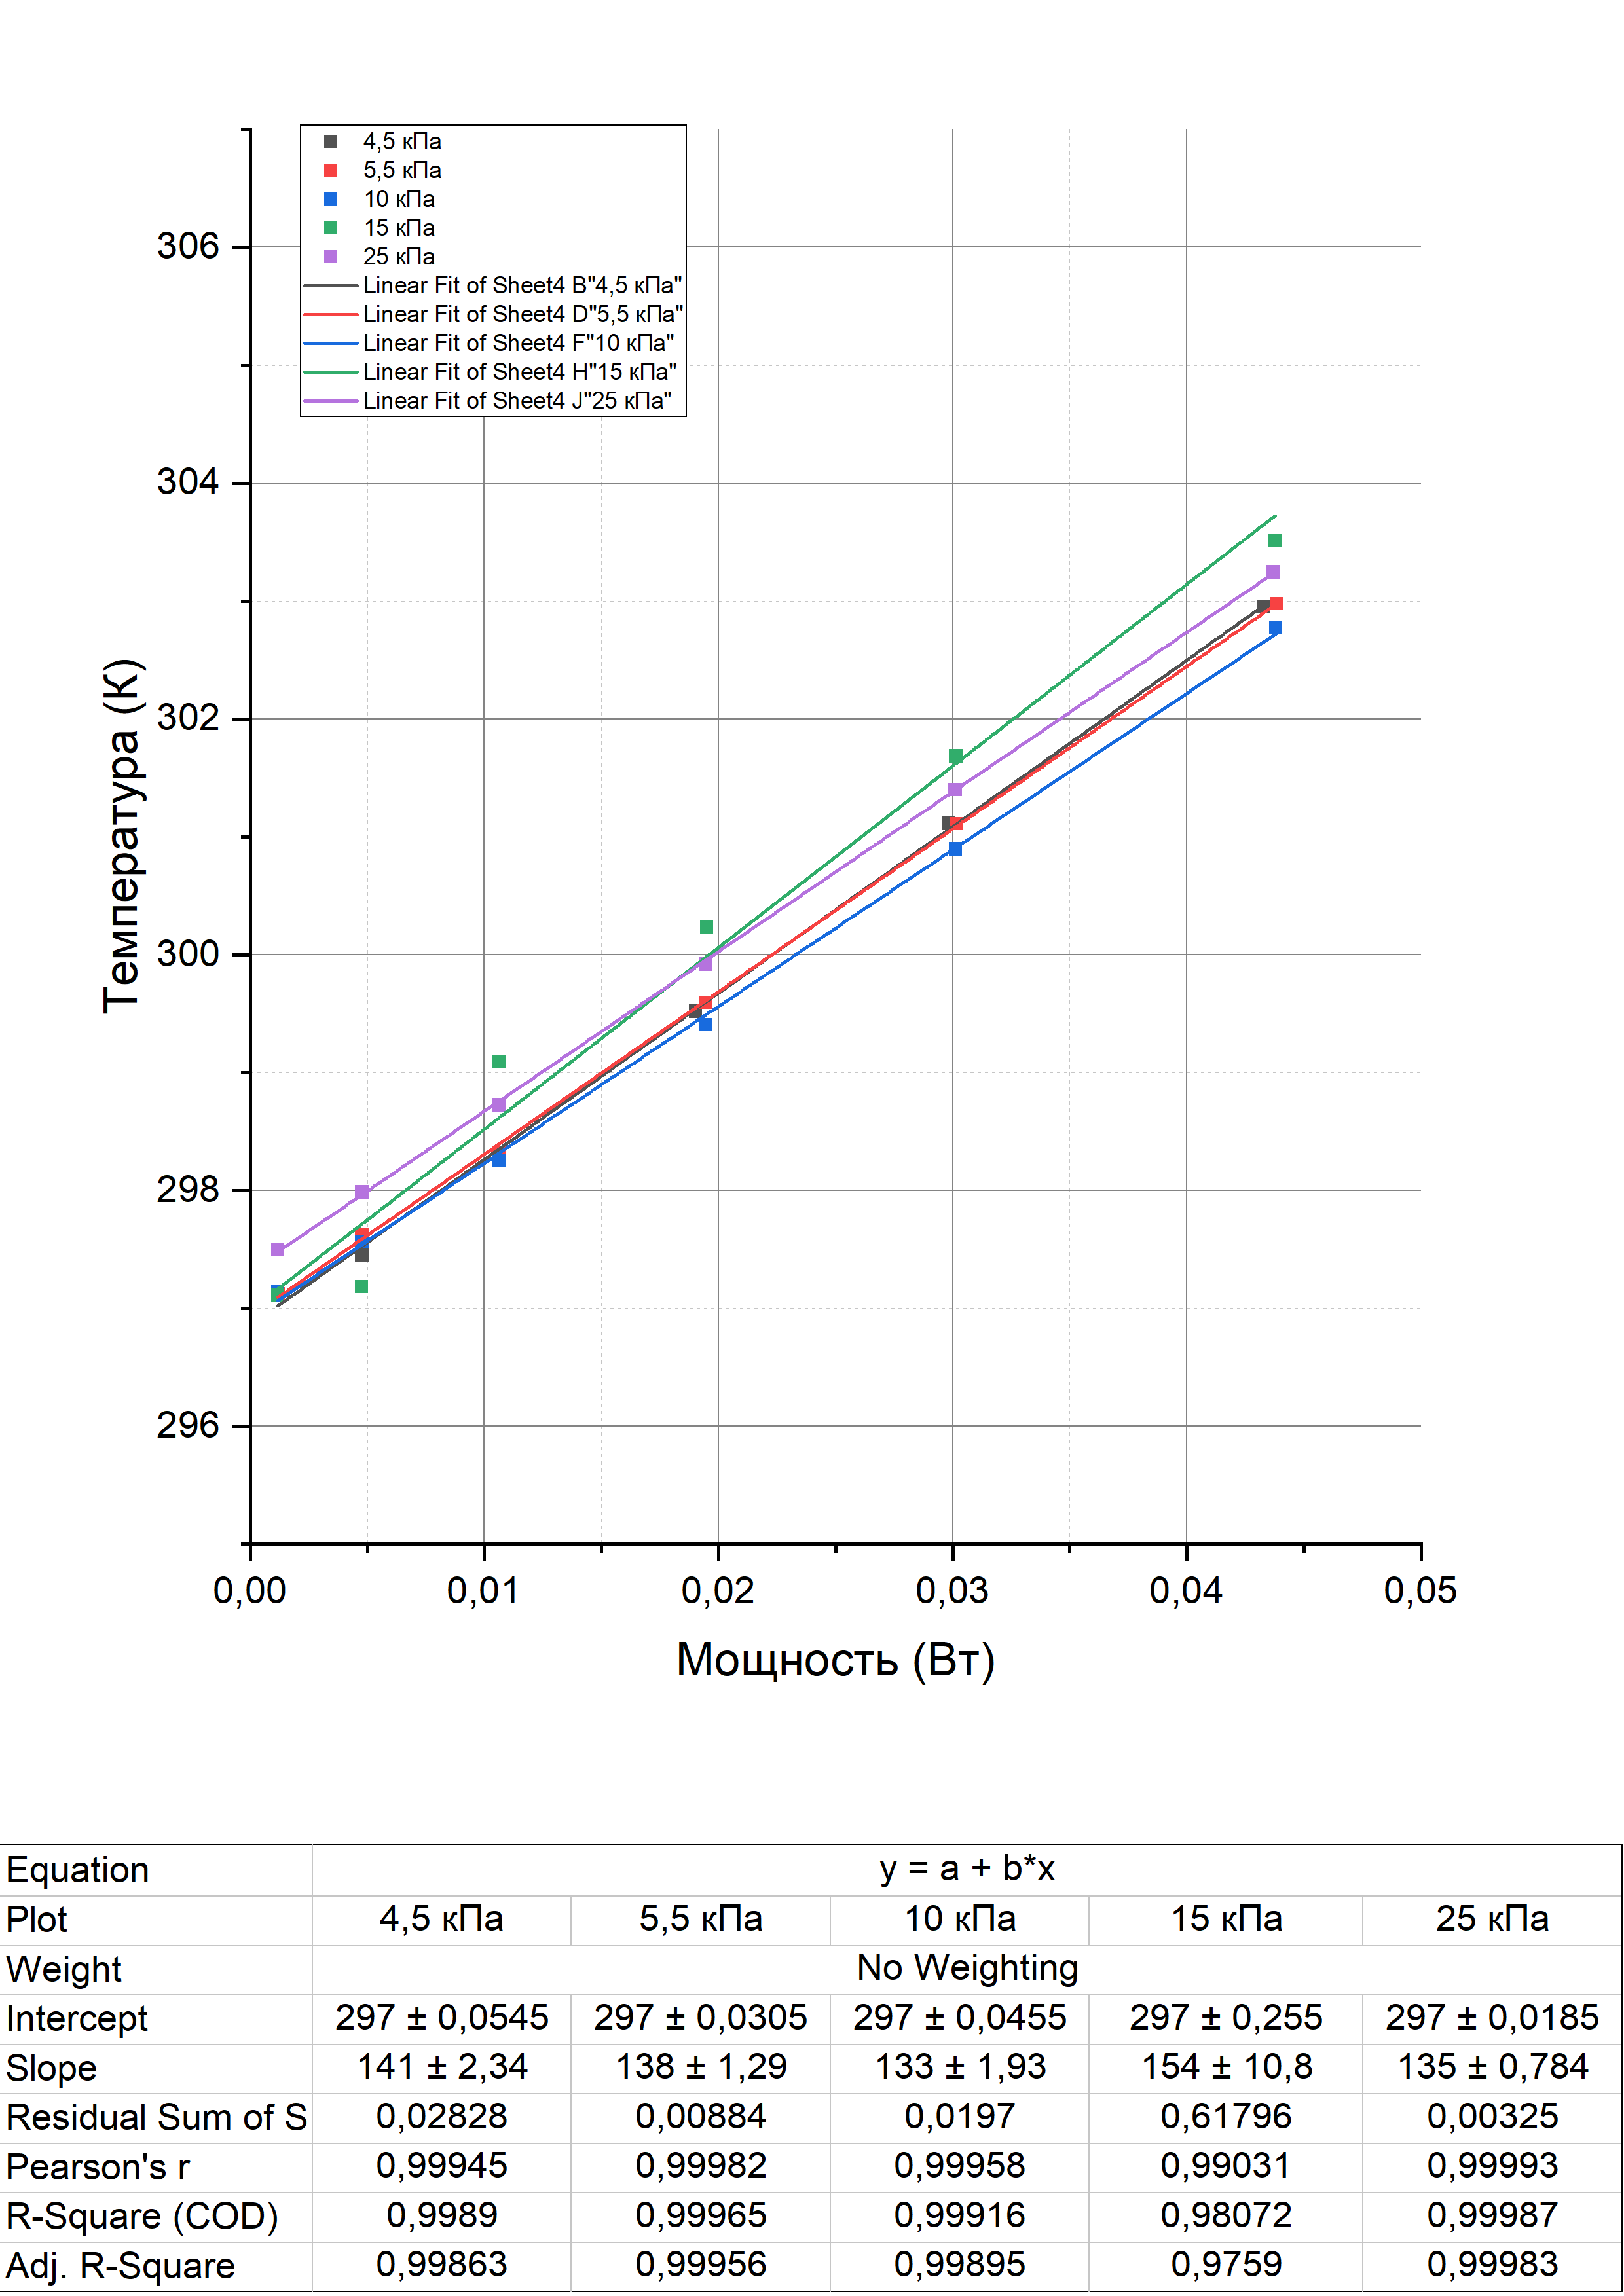 4,5 кПа
5,5 кПа
10 кПа
15 кПа
25 кПа
Linear Fit of Sheet4 B"4,5 кПа"
Linear Fit of Sheet4 D"5,5 кПа"
Linear Fit of Sheet4 F"10 кПа"
Linear Fit of Sheet4 H"15 кПа"
Linear Fit of Sheet4 J"25 кПа"
306
304
302
300
298
296
Температура (К)
0,00 0,01 0,02 0,03 0,04 0,05
Мощность (Вт)
Equation y = a + b*x
Plot 4,5 кПа 5,5 кПа 10 кПа 15 кПа 25 кПа
Weight No Weighting
Intercept 297 ± 0,0545 297 ± 0,0305 297 ± 0,0455 297 ± 0,255 297 ± 0,0185
Slope 141 ± 2,34 138 ± 1,29 133 ± 1,93 154 ± 10,8 135 ± 0,784
Residual Sum of S 0,02828 0,00884 0,0197 0,61796 0,00325
Pearson's r 0,99945 0,99982 0,99958 0,99031 0,99993
R-Square (COD) 0,9989 0,99965 0,99916 0,98072 0,99987
Adj. R-Square 0,99863 0,99956 0,99895 0,9759 0,99983